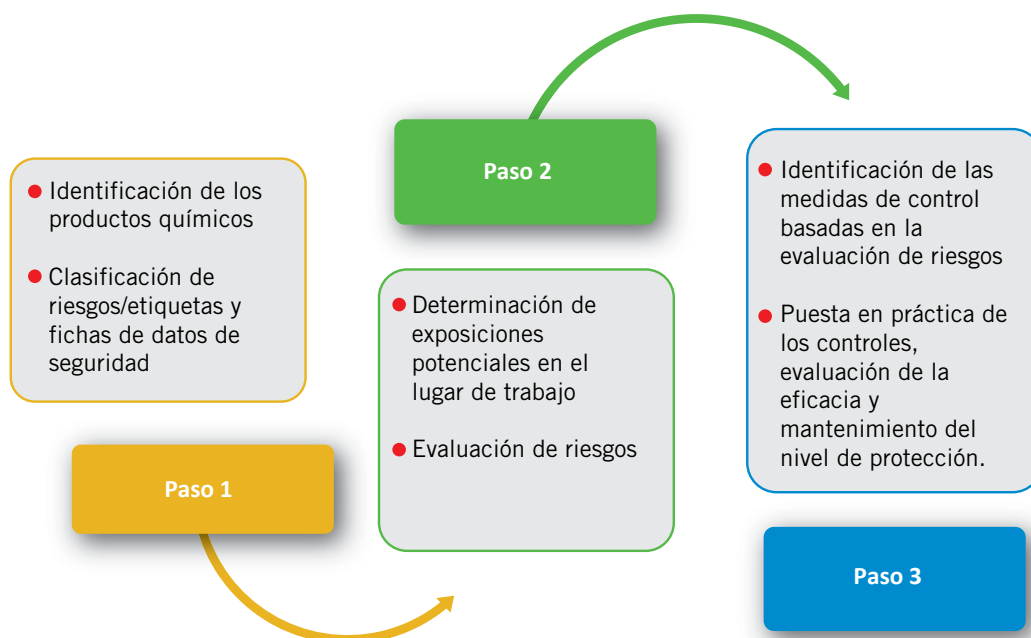 Identificación de los
productos químicos
Clasificación de
riesgos/etiquetas y
fichas de datos de
seguridad
Paso 1
Paso 2
Determinación de
exposiciones
potenciales en el
lugar de trabajo
Evaluación de riesgos
Identificación de las
medidas de control
basadas en la
evaluación de riesgos
Puesta en práctica de
los controles,
evaluación de la
eficacia y
mantenimiento del
nivel de protección.
Paso 3